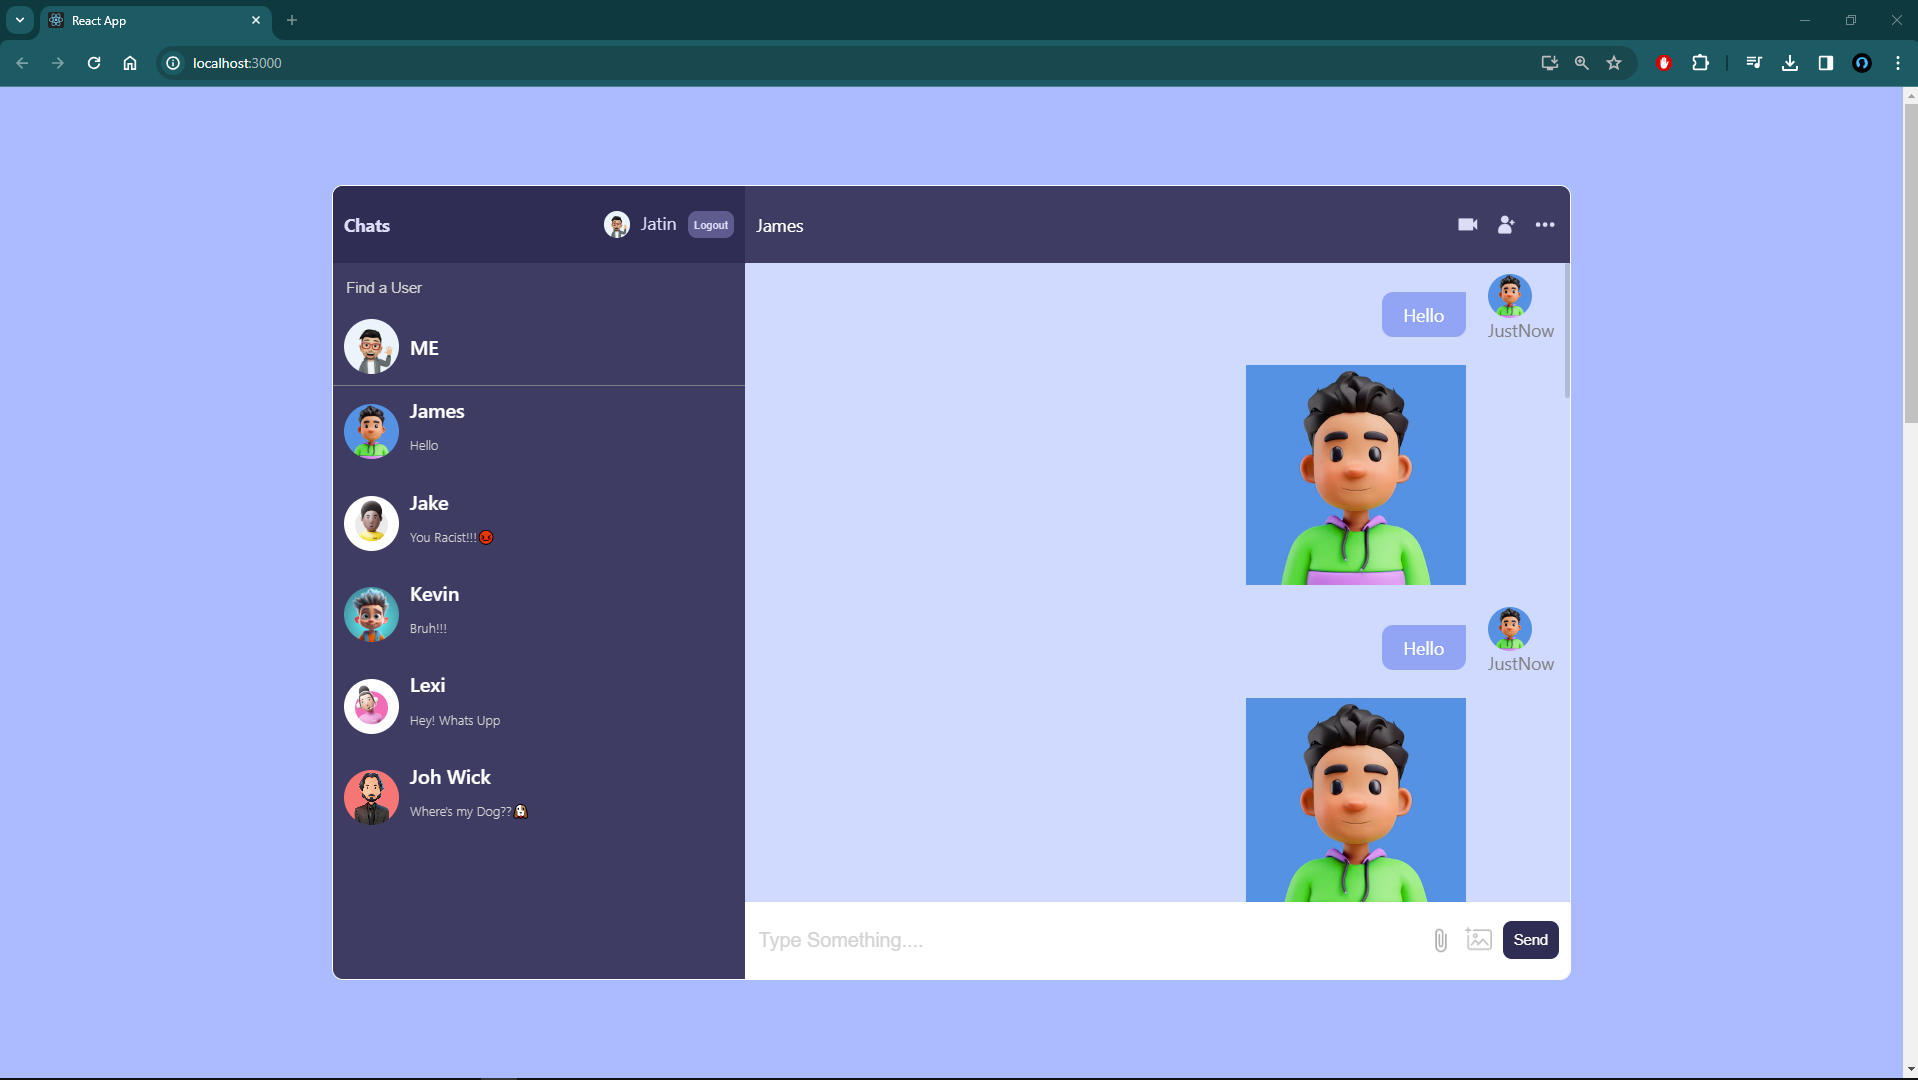 React App
localhost:3000
Chats
Jatin
Logout
James
Find a User
ME
James
Hello
Jake
You Racist!!!😡
Kevin
Bruh!!!
Lexi
Hey! Whats Upp
Joh Wick
Where's my Dog??🐶
Hello
JustNow
Hello
JustNow
Type Something....
Send